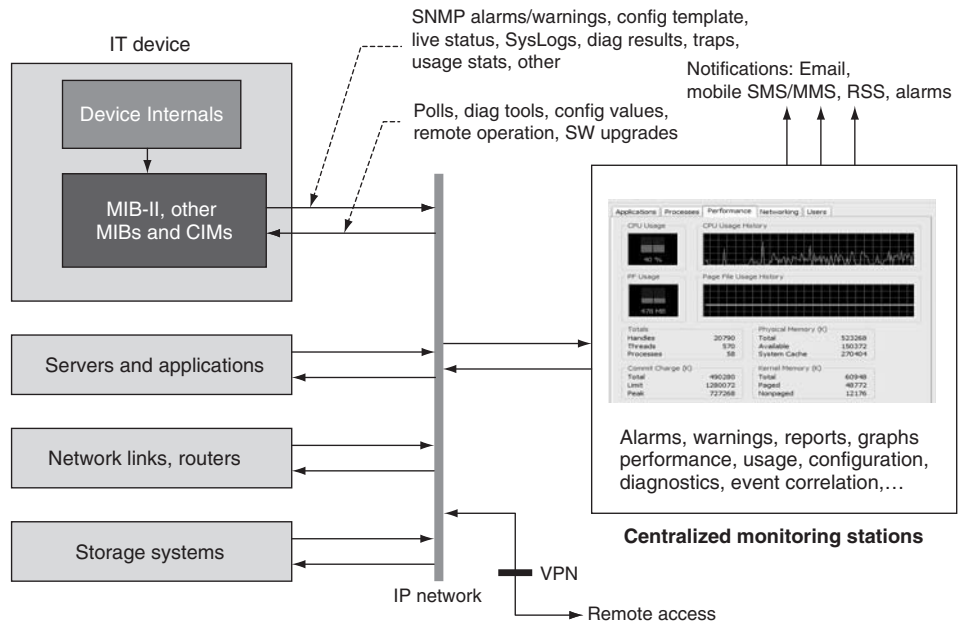 SNMP alarms/warnings, config template,
live status, SysLogs, diag results, traps,
usage stats, other
IT device
Notifications: Email,
mobile SMS/MMS, RSS, alarms
Device Internals
Polls, diag tools, config values,
remote operation, SW upgrades
MIB-II, other
MIBs and CIMs
Applications Processes Performance Networking Users
CPU Usage CPU Usage History
40 %
PF Usage Page File Usage History
478 MB
Totals
Handles 20790
Threads 570
Processes 58
Physical Memory (K)
Total 523268
Available 150372
System Cache 270404
Commit Charge (K)
Total 490280
Limit 1280072
Peak 727268
Kernel Memory (K)
Total 60948
Paged 48772
Nonpaged 12176
Servers and applications
Network links, routers
Storage systems
Alarms, warnings, reports, graphs
performance, usage, configuration,
diagnostics, event correlation,…
Centralized monitoring stations
VPN
IP network
Remote access